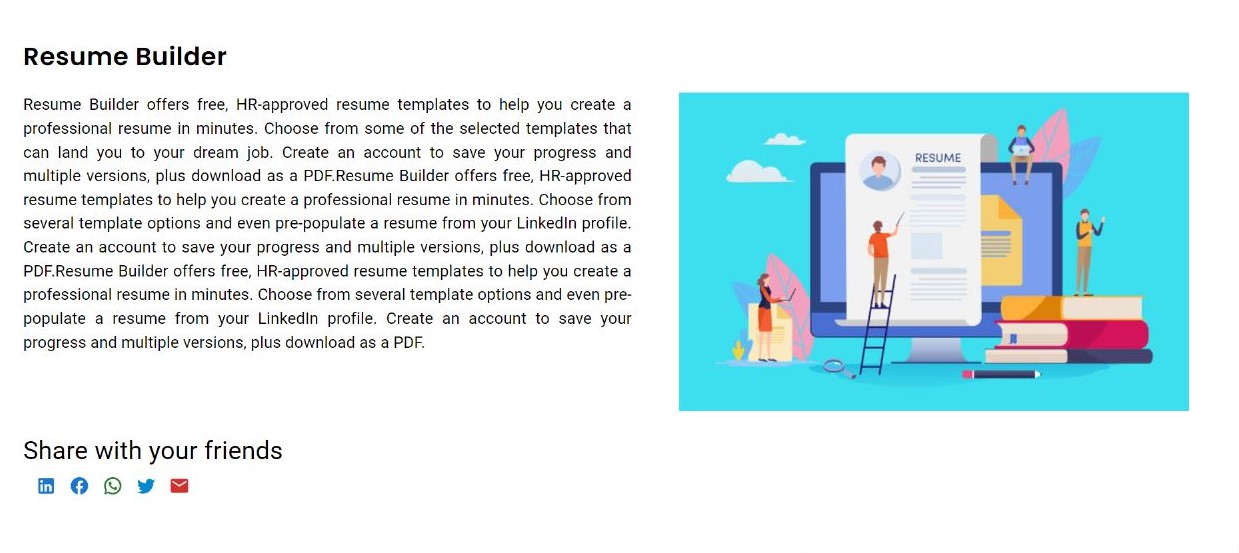 Resume Builder
Resume Builder offers free, HR-approved resume templates to help you create a
professional resume in minutes. Choose from some of the selected templates that
can land you to your dream job. Create an account to save your progress and
multiple versions, plus download as a PDF.Resume Builder offers free, HR-approved
resume templates to help you create a professional resume in minutes. Choose from
several template options and even pre-populate a resume from your LinkedIn profile.
Create an account to save your progress and multiple versions, plus download as a
PDF.Resume Builder offers free, HR-approved resume templates to help you create a
professional resume in minutes. Choose from several template options and even pre-
populate a resume from your LinkedIn profile. Create an account to save your
progress and multiple versions, plus download as a PDF.
RESUME
Share with your friends